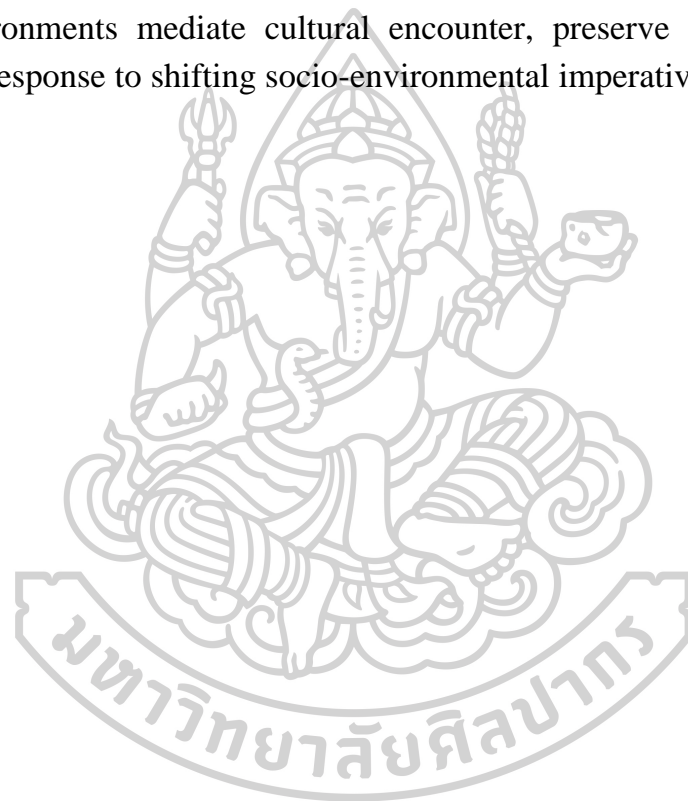 ronments mediate cultural encounter, preserve
esponse to shifting socio-environmental imperativ
มหาวิทยาลัยศิลปากร